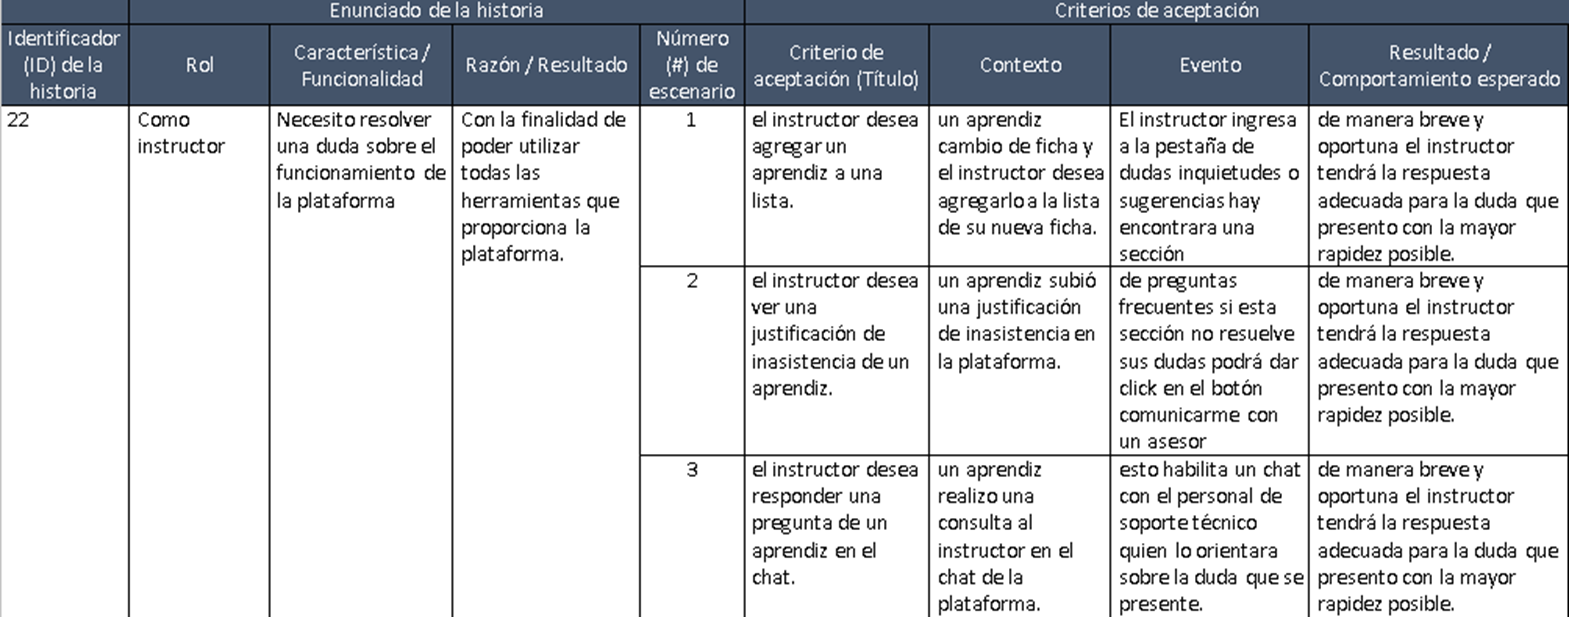 Enunciado de la historia
Criterios de aceptación
Identificador
(ID) de la
historia
Rol
Característica /
Funcionalidad
Razón / Resultado
Número
(#) de
escenario
Criterio de
aceptación (Título)
Contexto
Evento
Resultado /
Comportamiento esperado
22
Como
instructor
Necesito resolver
una duda sobre el
funcionamiento de
la plataforma
Con la finalidad de
poder utilizar
todas las
herramientas que
proporciona la
plataforma.
1
el instructor desea
agregar un
aprendiz a una
lista.
un aprendiz
cambio de ficha y
el instructor desea
agregarlo a la lista
de su nueva ficha.
El instructor ingresa
a la pestaña de
dudas inquietudes o
sugerencias hay
encontrara una
sección
de manera breve y
oportuna el instructor
tendrá la respuesta
adecuada para la duda que
presento con la mayor
rapidez posible.
2
el instructor desea
ver una
justificación de
inasistencia de un
aprendiz.
un aprendiz subió
una justificación
de inasistencia en
la plataforma.
de preguntas
frecuentes si esta
sección no resuelve
sus dudas podrá dar
click en el botón
comunicarme con
un asesor
de manera breve y
oportuna el instructor
tendrá la respuesta
adecuada para la duda que
presento con la mayor
rapidez posible.
3
el instructor desea
responder una
pregunta de un
aprendiz en el
chat.
un aprendiz
realizo una
consulta al
instructor en el
chat de la
plataforma.
esto habilita un chat
con el personal de
soporte técnico
quien lo orientara
sobre la duda que se
presente.
de manera breve y
oportuna el instructor
tendrá la respuesta
adecuada para la duda que
presento con la mayor
rapidez posible.